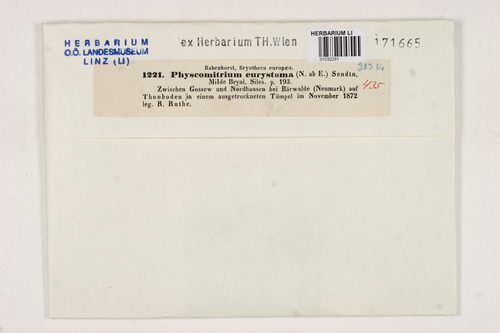 HERBARIUM
O.Ö. LANDESMUSEUM
LINZ (LI)
ex Herbarium TH.Wien
HERBARIUM LI
01032291
171665
Rabenhorst, Bryotheca europæa.
1221. Physcomitrium eurystoma (N. ab E.) Sendtn.
Milde Bryol. Siles. p. 193.
Zwischen Gossew und Nordhausen bei Bärwalde (Neumark) auf
Thonboden in einem ausgetrockneten Tümpel im November 1872
leg. R. Ruthe.
435